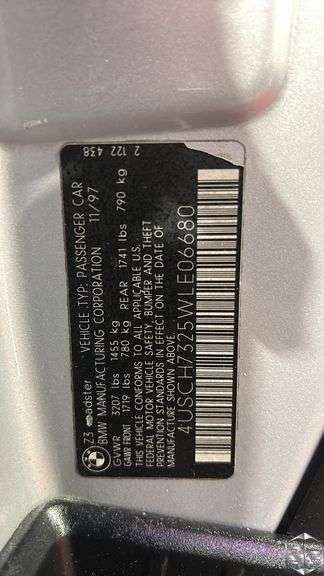 Z3 roadster VEHICLE TYPE: PASSENGER CAR
BMW MANUFACTURING CORPORATION 11/97
GVWR 3207 lbs 1455 kg
GAWR FRONT 1719 lbs 780 kg REAR 1741 lbs 790 kg
THIS VEHICLE CONFORMS TO ALL APPLICABLE U.S.
FEDERAL MOTOR VEHICLE SAFETY, BUMPER AND THEFT
PREVENTION STANDARDS IN EFFECT ON THE DATE OF
MANUFACTURE SHOWN ABOVE.
4USCH7325WLE06680
2 122 438